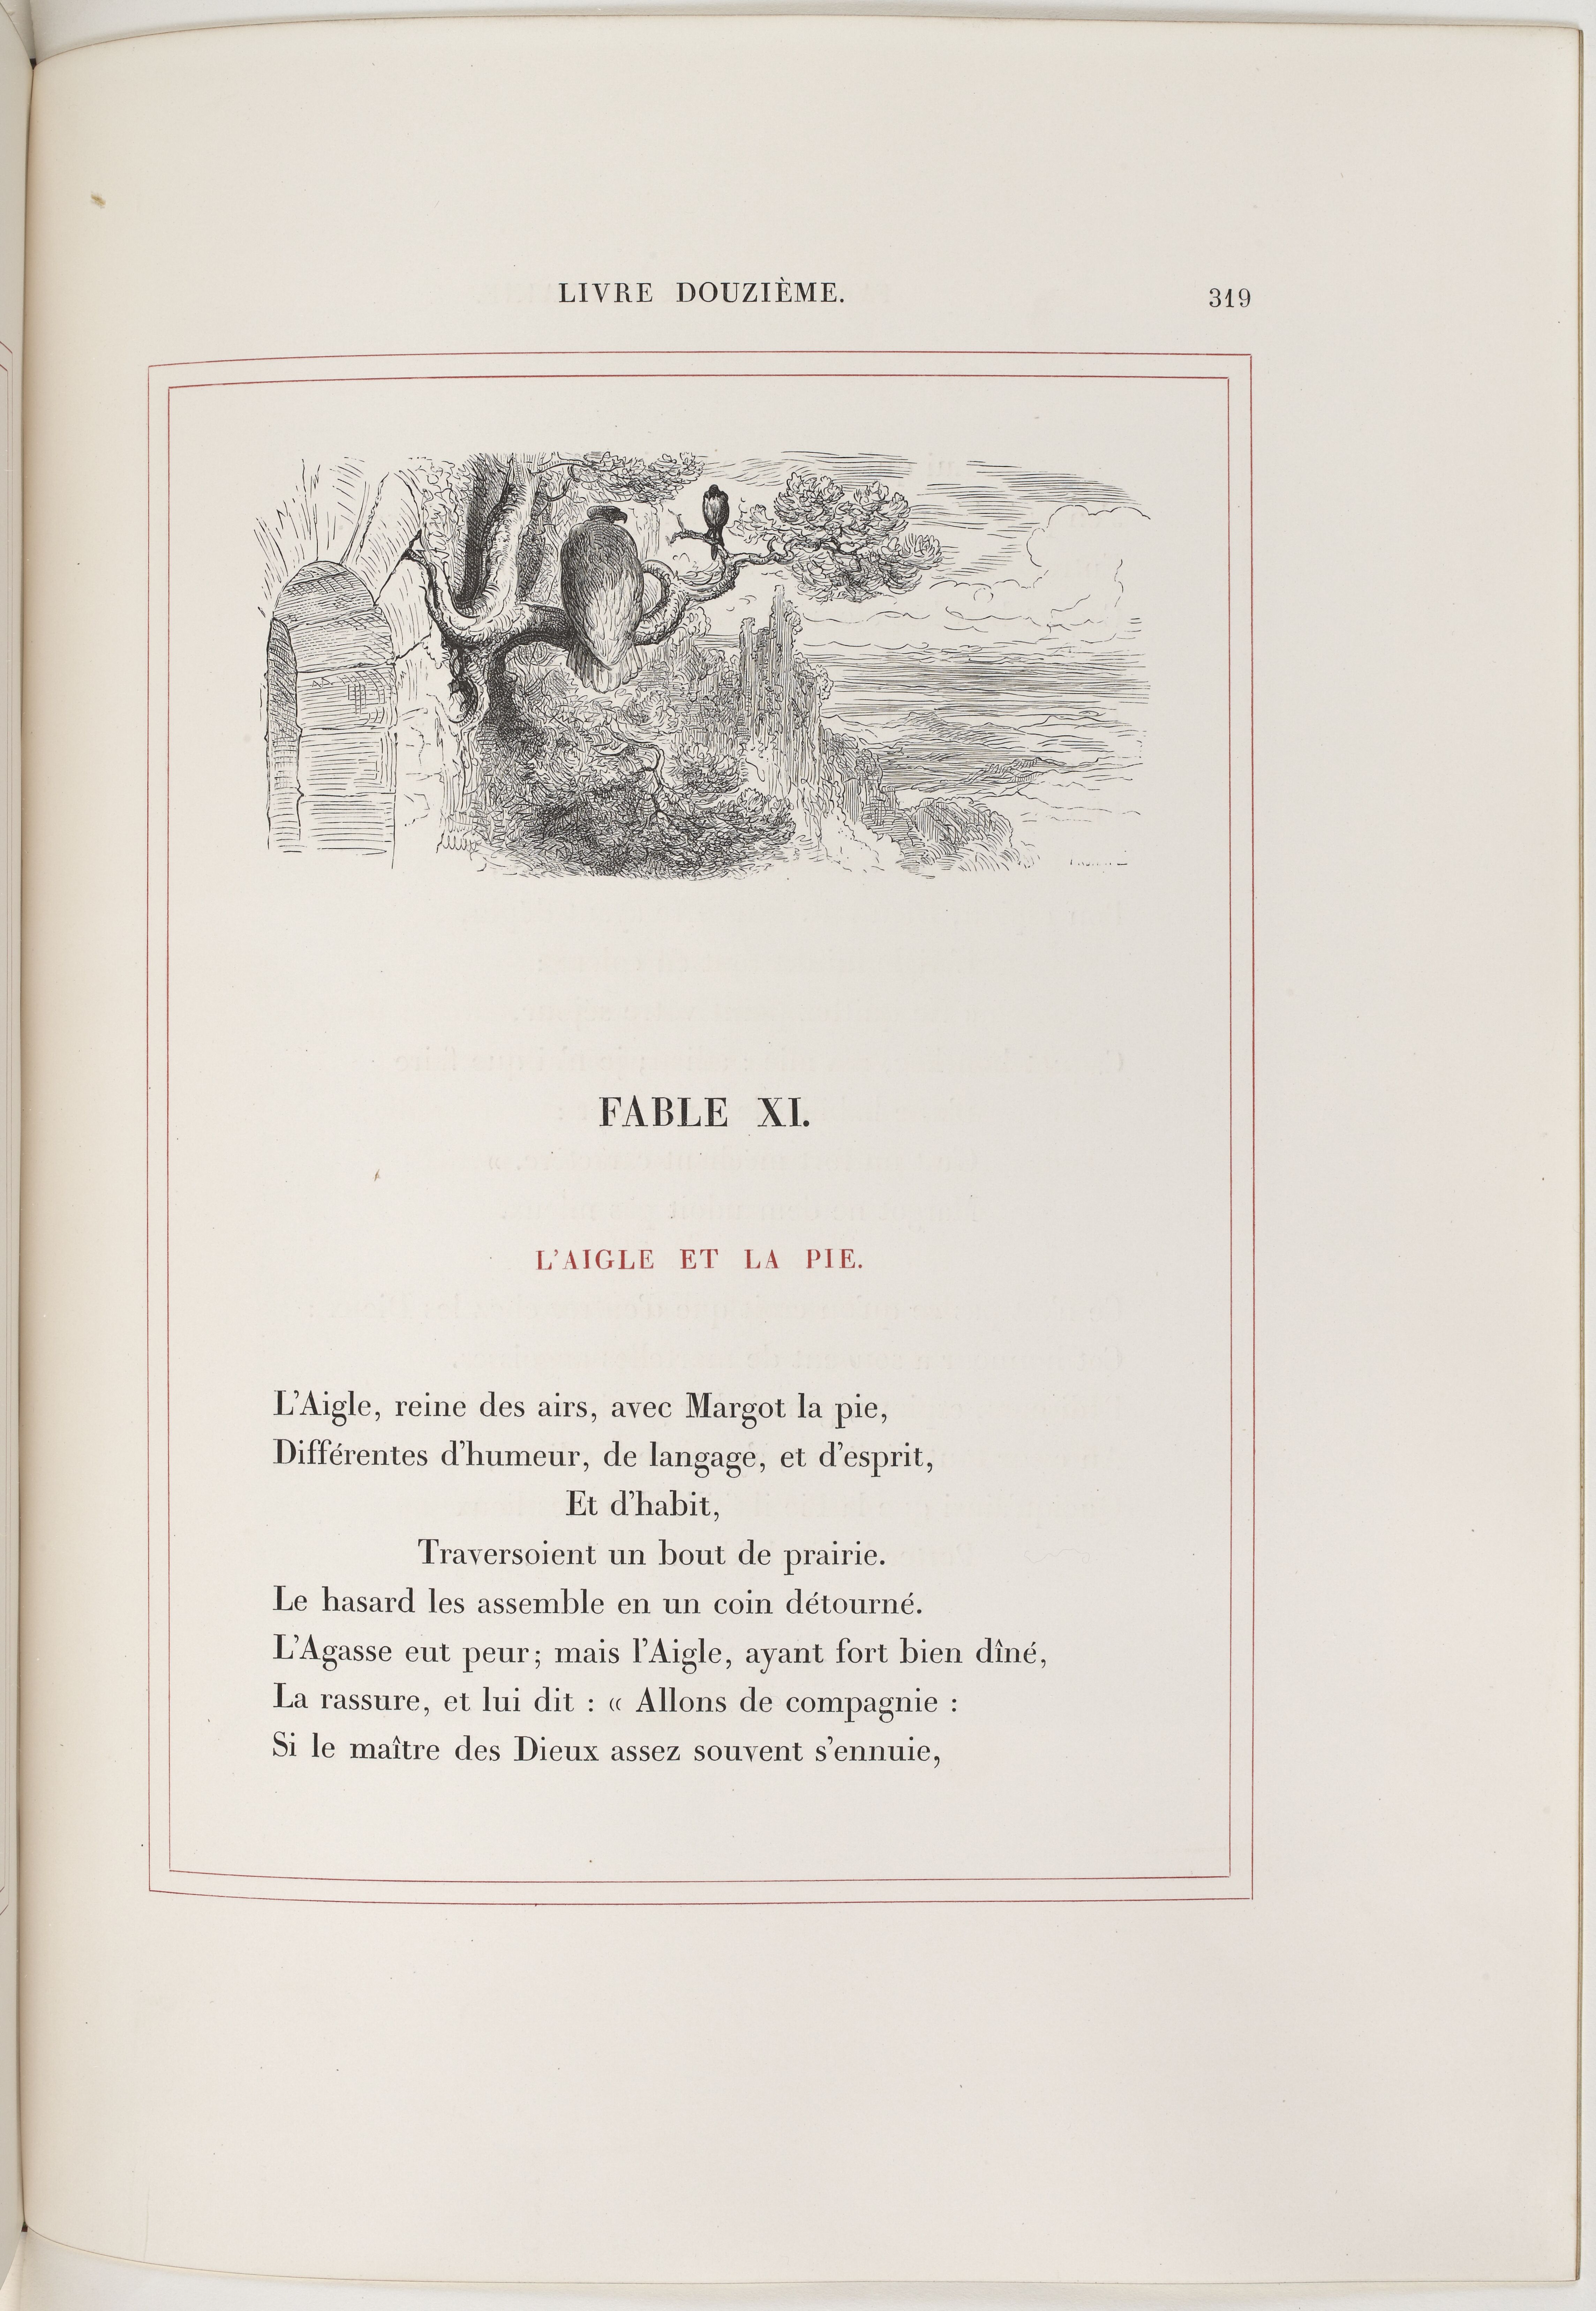 LIVRE DOUZIÈME.
319
FABLE XI.
L'AIGLE ET LA PIE.
L'Aigle, reine des airs, avec Margot la pie,
Différentes d'humeur, de langage, et d'esprit,
Et d'habit,
Traversoient un bout de prairie.
Le hasard les assemble en un coin détourné.
L'Agasse eut peur; mais l'Aigle, ayant fort bien dîné,
La rassure, et lui dit : « Allons de compagnie :
Si le maître des Dieux assez souvent s'ennuie,